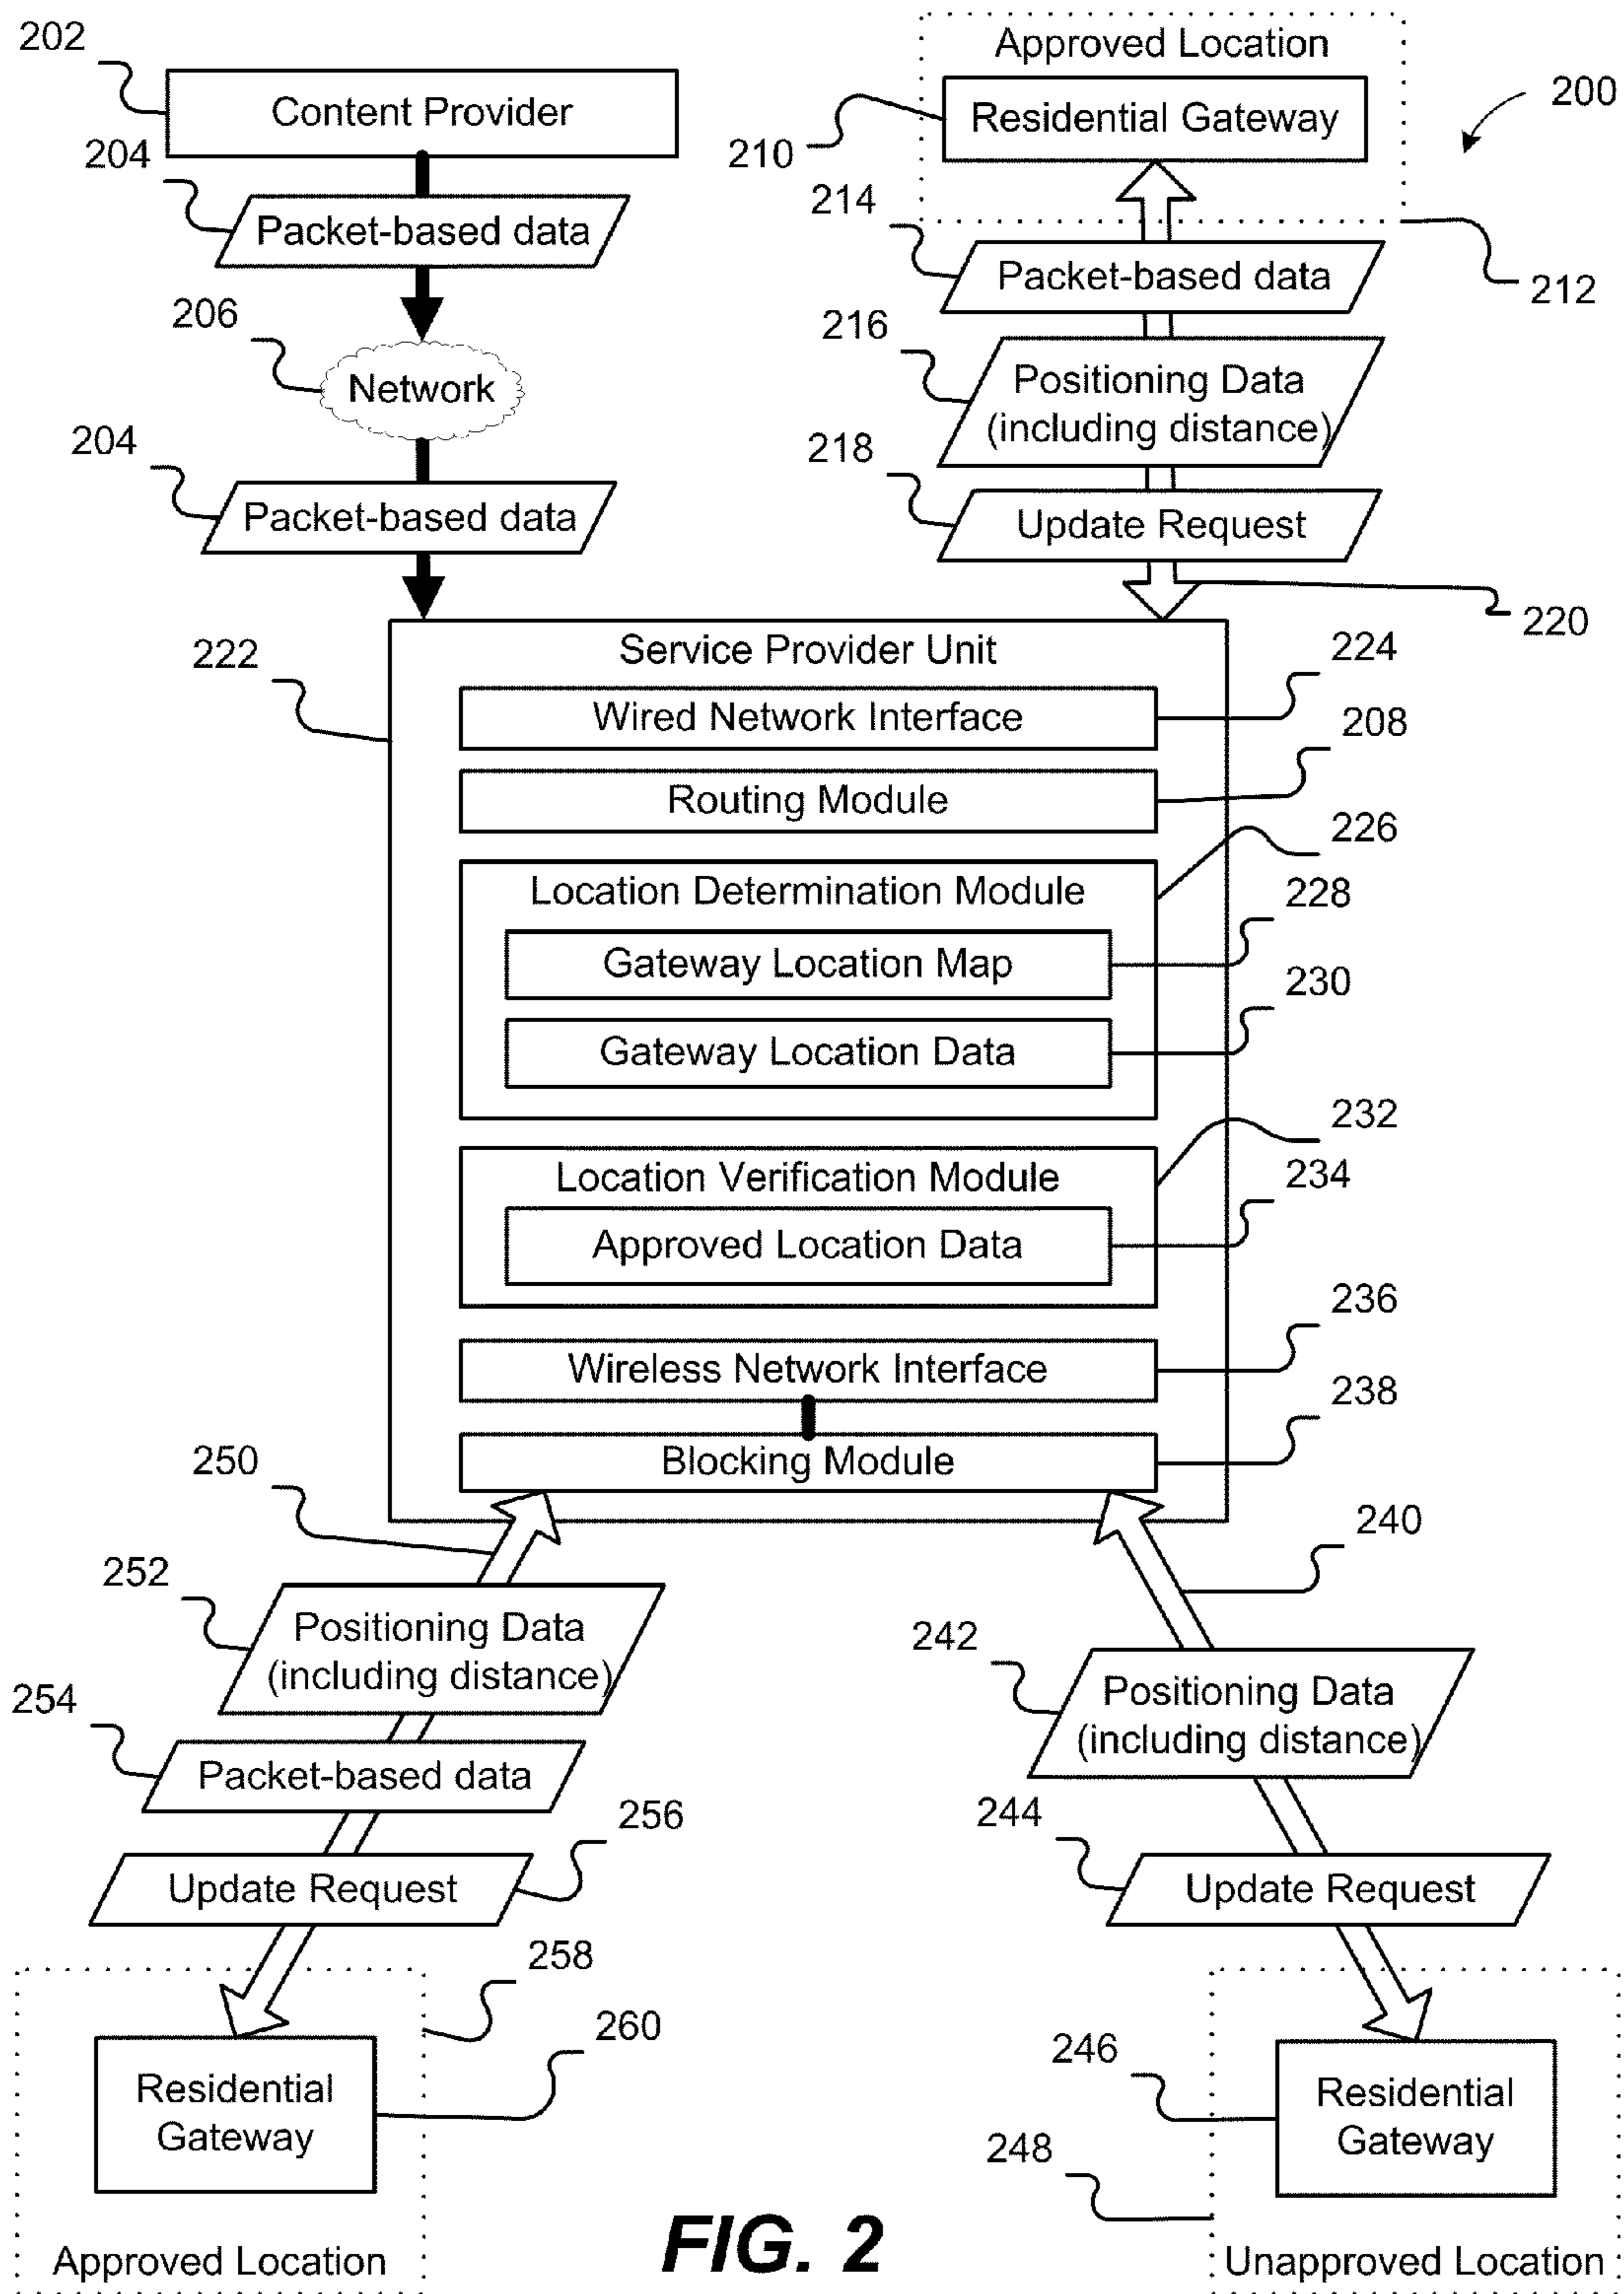 202
Content Provider
204
Packet-based data
206
Network
204
Packet-based data
Approved Location
Residential Gateway
200
210
214
Packet-based data
212
216
Positioning Data
(including distance)
218
Update Request
220
222
Service Provider Unit
224
Wired Network Interface
208
Routing Module
226
Location Determination Module
228
Gateway Location Map
230
Gateway Location Data
232
Location Verification Module
234
Approved Location Data
236
Wireless Network Interface
238
Blocking Module
250
252
Positioning Data
(including distance)
254
Packet-based data
256
Update Request
258
260
Residential
Gateway
Approved Location
240
242
Positioning Data
(including distance)
244
Update Request
246
Residential
Gateway
248
Unapproved Location
FIG. 2